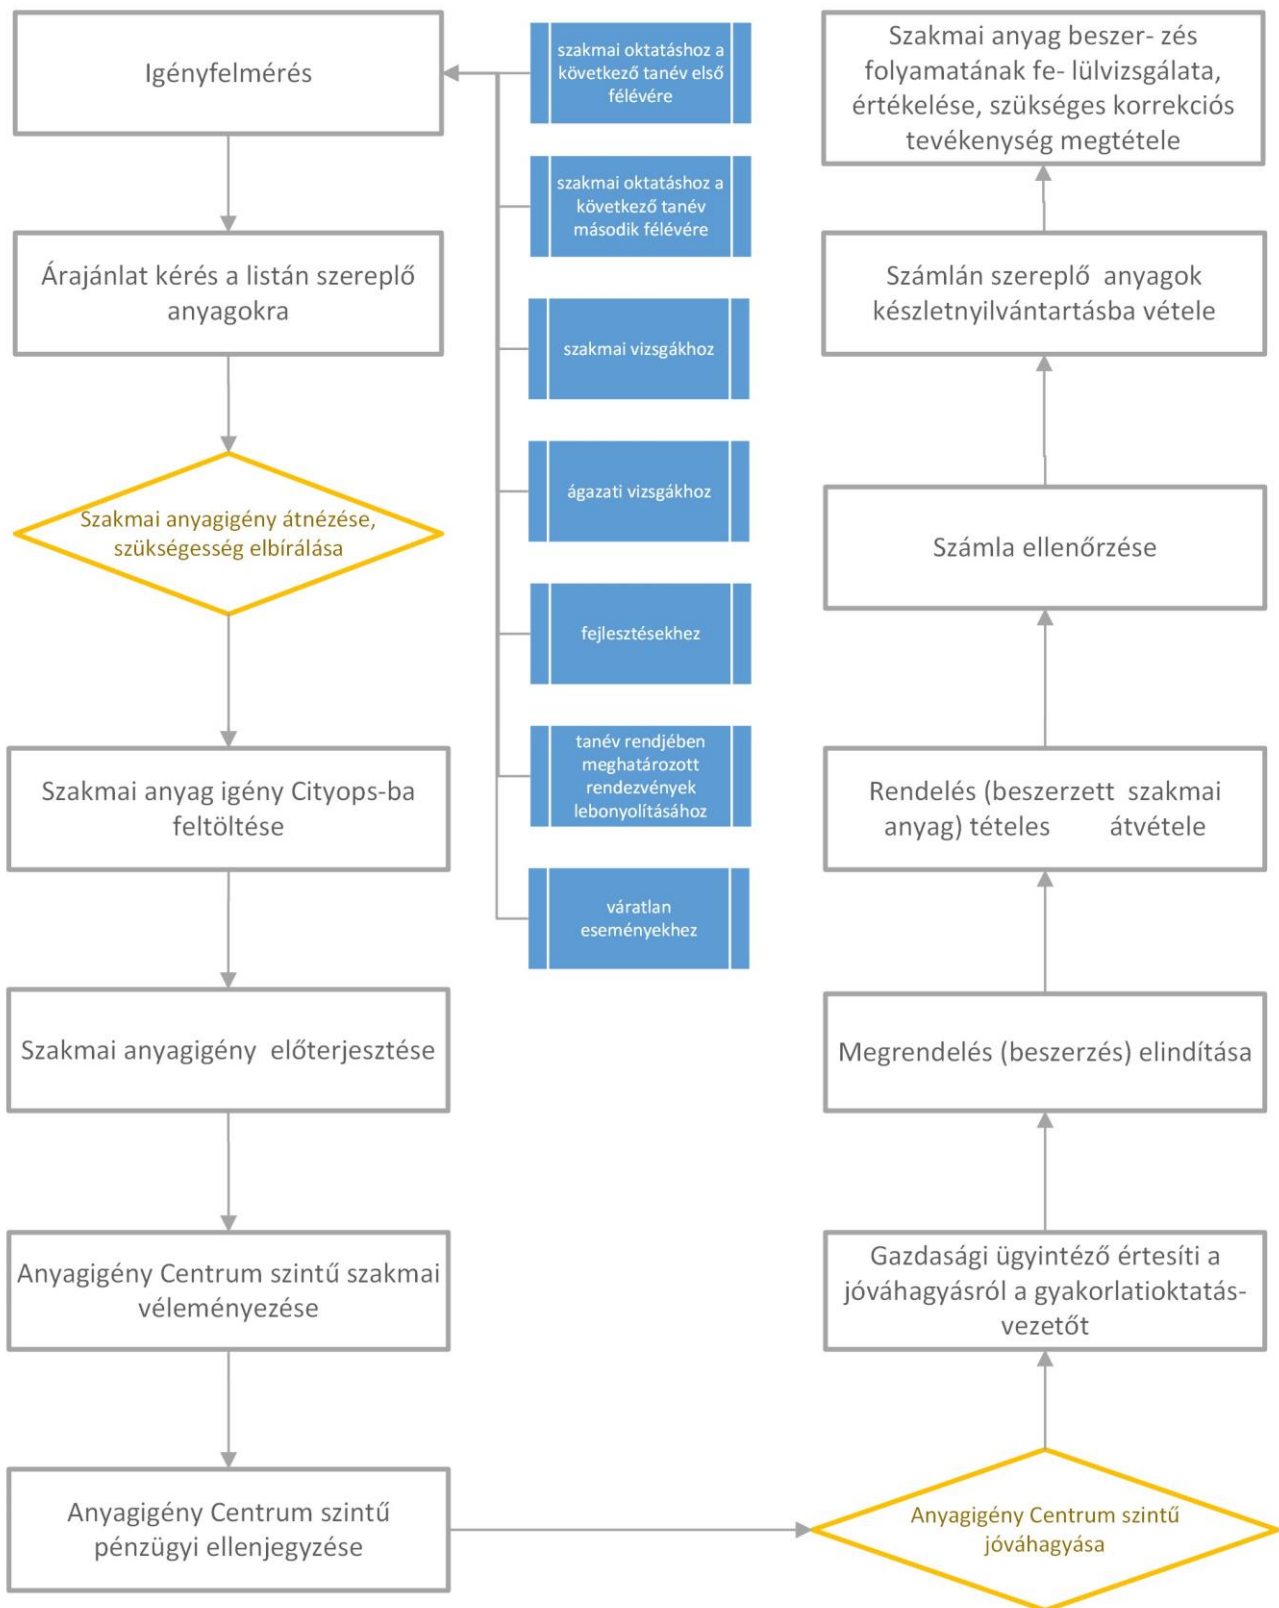 Igényfelmérés
Árajánlat kérés a listán szereplő
anyagokra
Szakmai anyagigény átnézése,
szükségesség elbírálása
Szakmai anyag igény Cityops-ba
feltöltése
Szakmai anyagigény  előterjesztése
Anyagigény Centrum szintű szakmai
véleményezése
Anyagigény Centrum szintű
pénzügyi ellenjegyzése
szakmai oktatáshoz a
következő tanév első
félévére
szakmai oktatáshoz a
következő tanév
második félévére
szakmai vizsgákhoz
ágazati vizsgákhoz
fejlesztésekhez
tanév rendjében
meghatározott
rendezvények
lebonyolításához
váratlan
eseményekhez
Szakmai anyag beszer- zés
folyamatának fe- lülvizsgálata,
értékelése, szükséges korrekciós
tevékenység megtétele
Számlán szereplő  anyagok
készletnyilvántartásba vétele
Számla ellenőrzése
Rendelés (beszerzett  szakmai
anyag) tételes        átvétele
Megrendelés (beszerzés) elindítása
Gazdasági ügyintéző értesíti a
jóváhagyásról a gyakorlatioktatás-
vezetőt
Anyagigény Centrum szintű
jóváhagyása